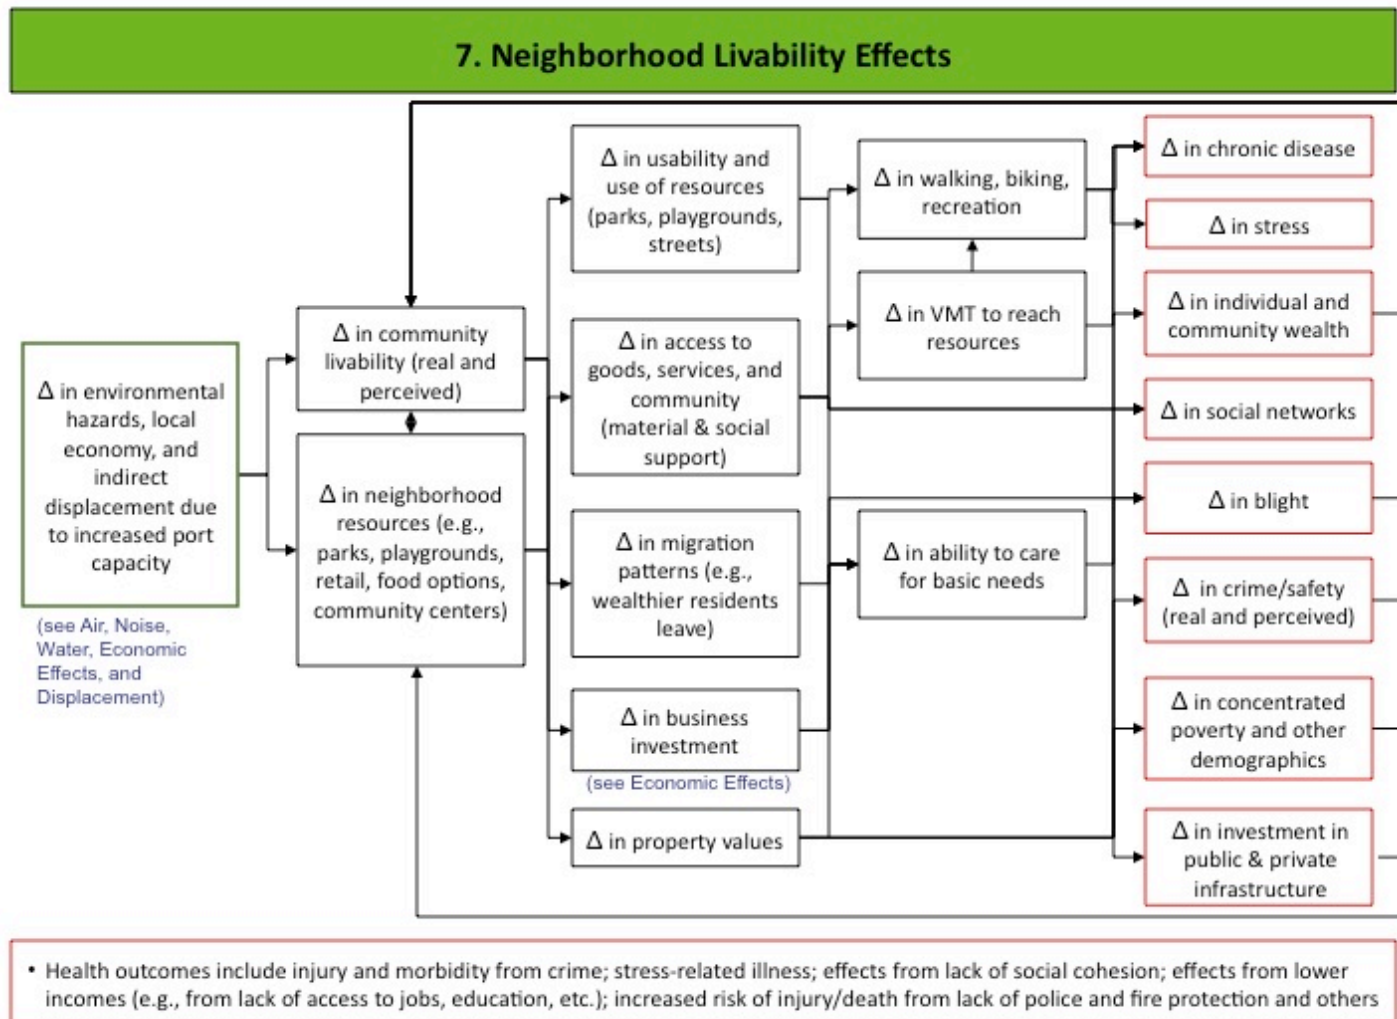 7. Neighborhood Livability Effects
Δ in environmental
hazards, local
economy, and
indirect
displacement due
to increased port
capacity
(see Air, Noise,
Water, Economic
Effects, and
Displacement)
Δ in community
livability (real and
perceived)
Δ in neighborhood
resources (e.g.,
parks, playgrounds,
retail, food options,
community centers)
Δ in usability and
use of resources
(parks, playgrounds,
streets)
Δ in access to
goods, services, and
community
(material & social
support)
Δ in migration
patterns (e.g.,
wealthier residents
leave)
Δ in business
investment
(see Economic Effects)
Δ in property values
Δ in walking, biking,
recreation
Δ in VMT to reach
resources
Δ in ability to care
for basic needs
Δ in chronic disease
Δ in stress
Δ in individual and
community wealth
Δ in social networks
Δ in blight
Δ in crime/safety
(real and perceived)
Δ in concentrated
poverty and other
demographics
Δ in investment in
public & private
infrastructure
• Health outcomes include injury and morbidity from crime; stress-related illness; effects from lack of social cohesion; effects from lower
incomes (e.g., from lack of access to jobs, education, etc.); increased risk of injury/death from lack of police and fire protection and others